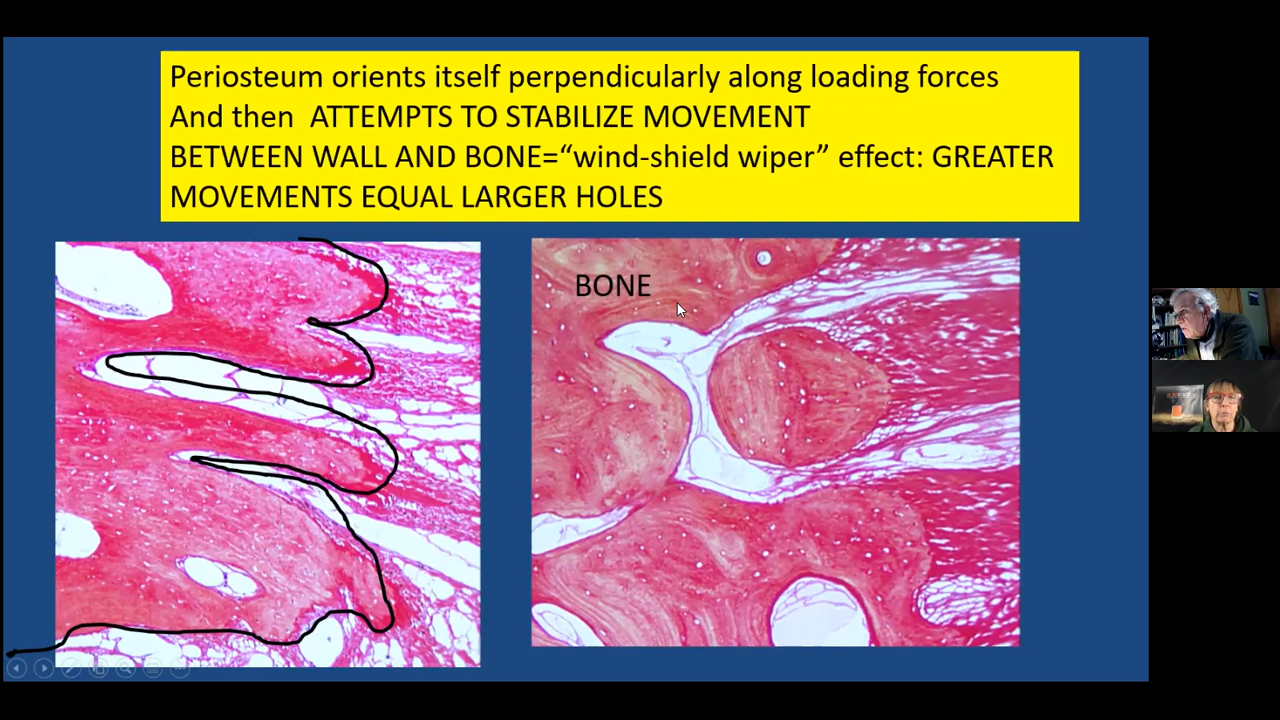 Periosteum orients itself perpendicularly along loading forces
And then ATTEMPTS TO STABILIZE MOVEMENT
BETWEEN WALL AND BONE=“wind-shield wiper” effect: GREATER
MOVEMENTS EQUAL LARGER HOLES
BONE